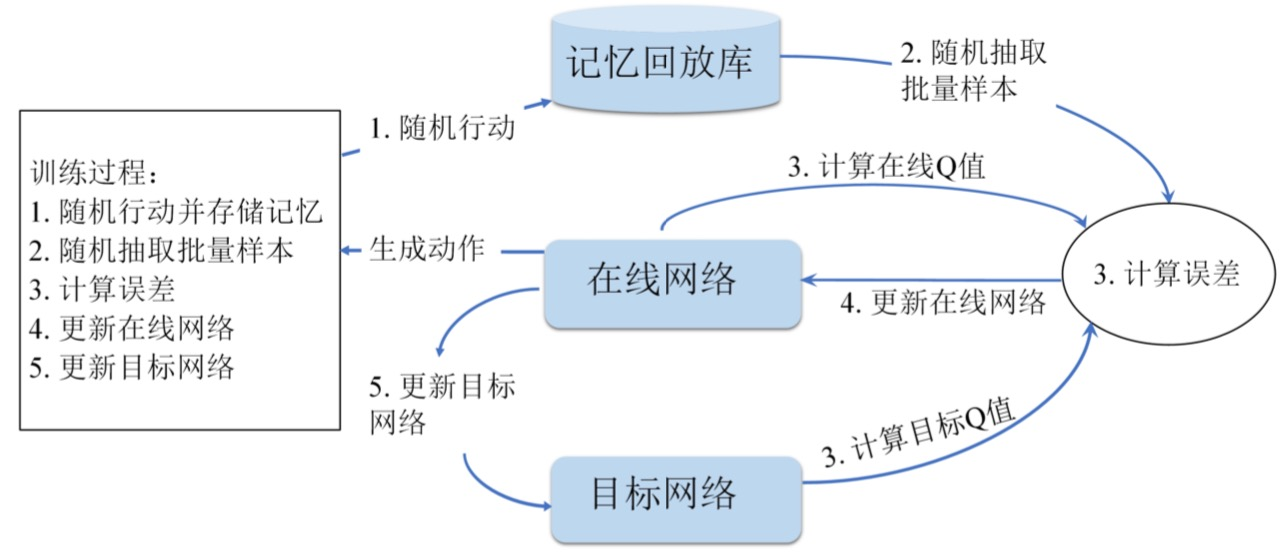 记忆回放库
2. 随机抽取
批量样本
1. 随机行动
训练过程：
1. 随机行动并存储记忆
2. 随机抽取批量样本
3. 计算误差
4. 更新在线网络
5. 更新目标网络
3. 计算在线Q值
生成动作
在线网络
3. 计算误差
4. 更新在线网络
5. 更新目标
网络
3. 计算目标Q值
目标网络